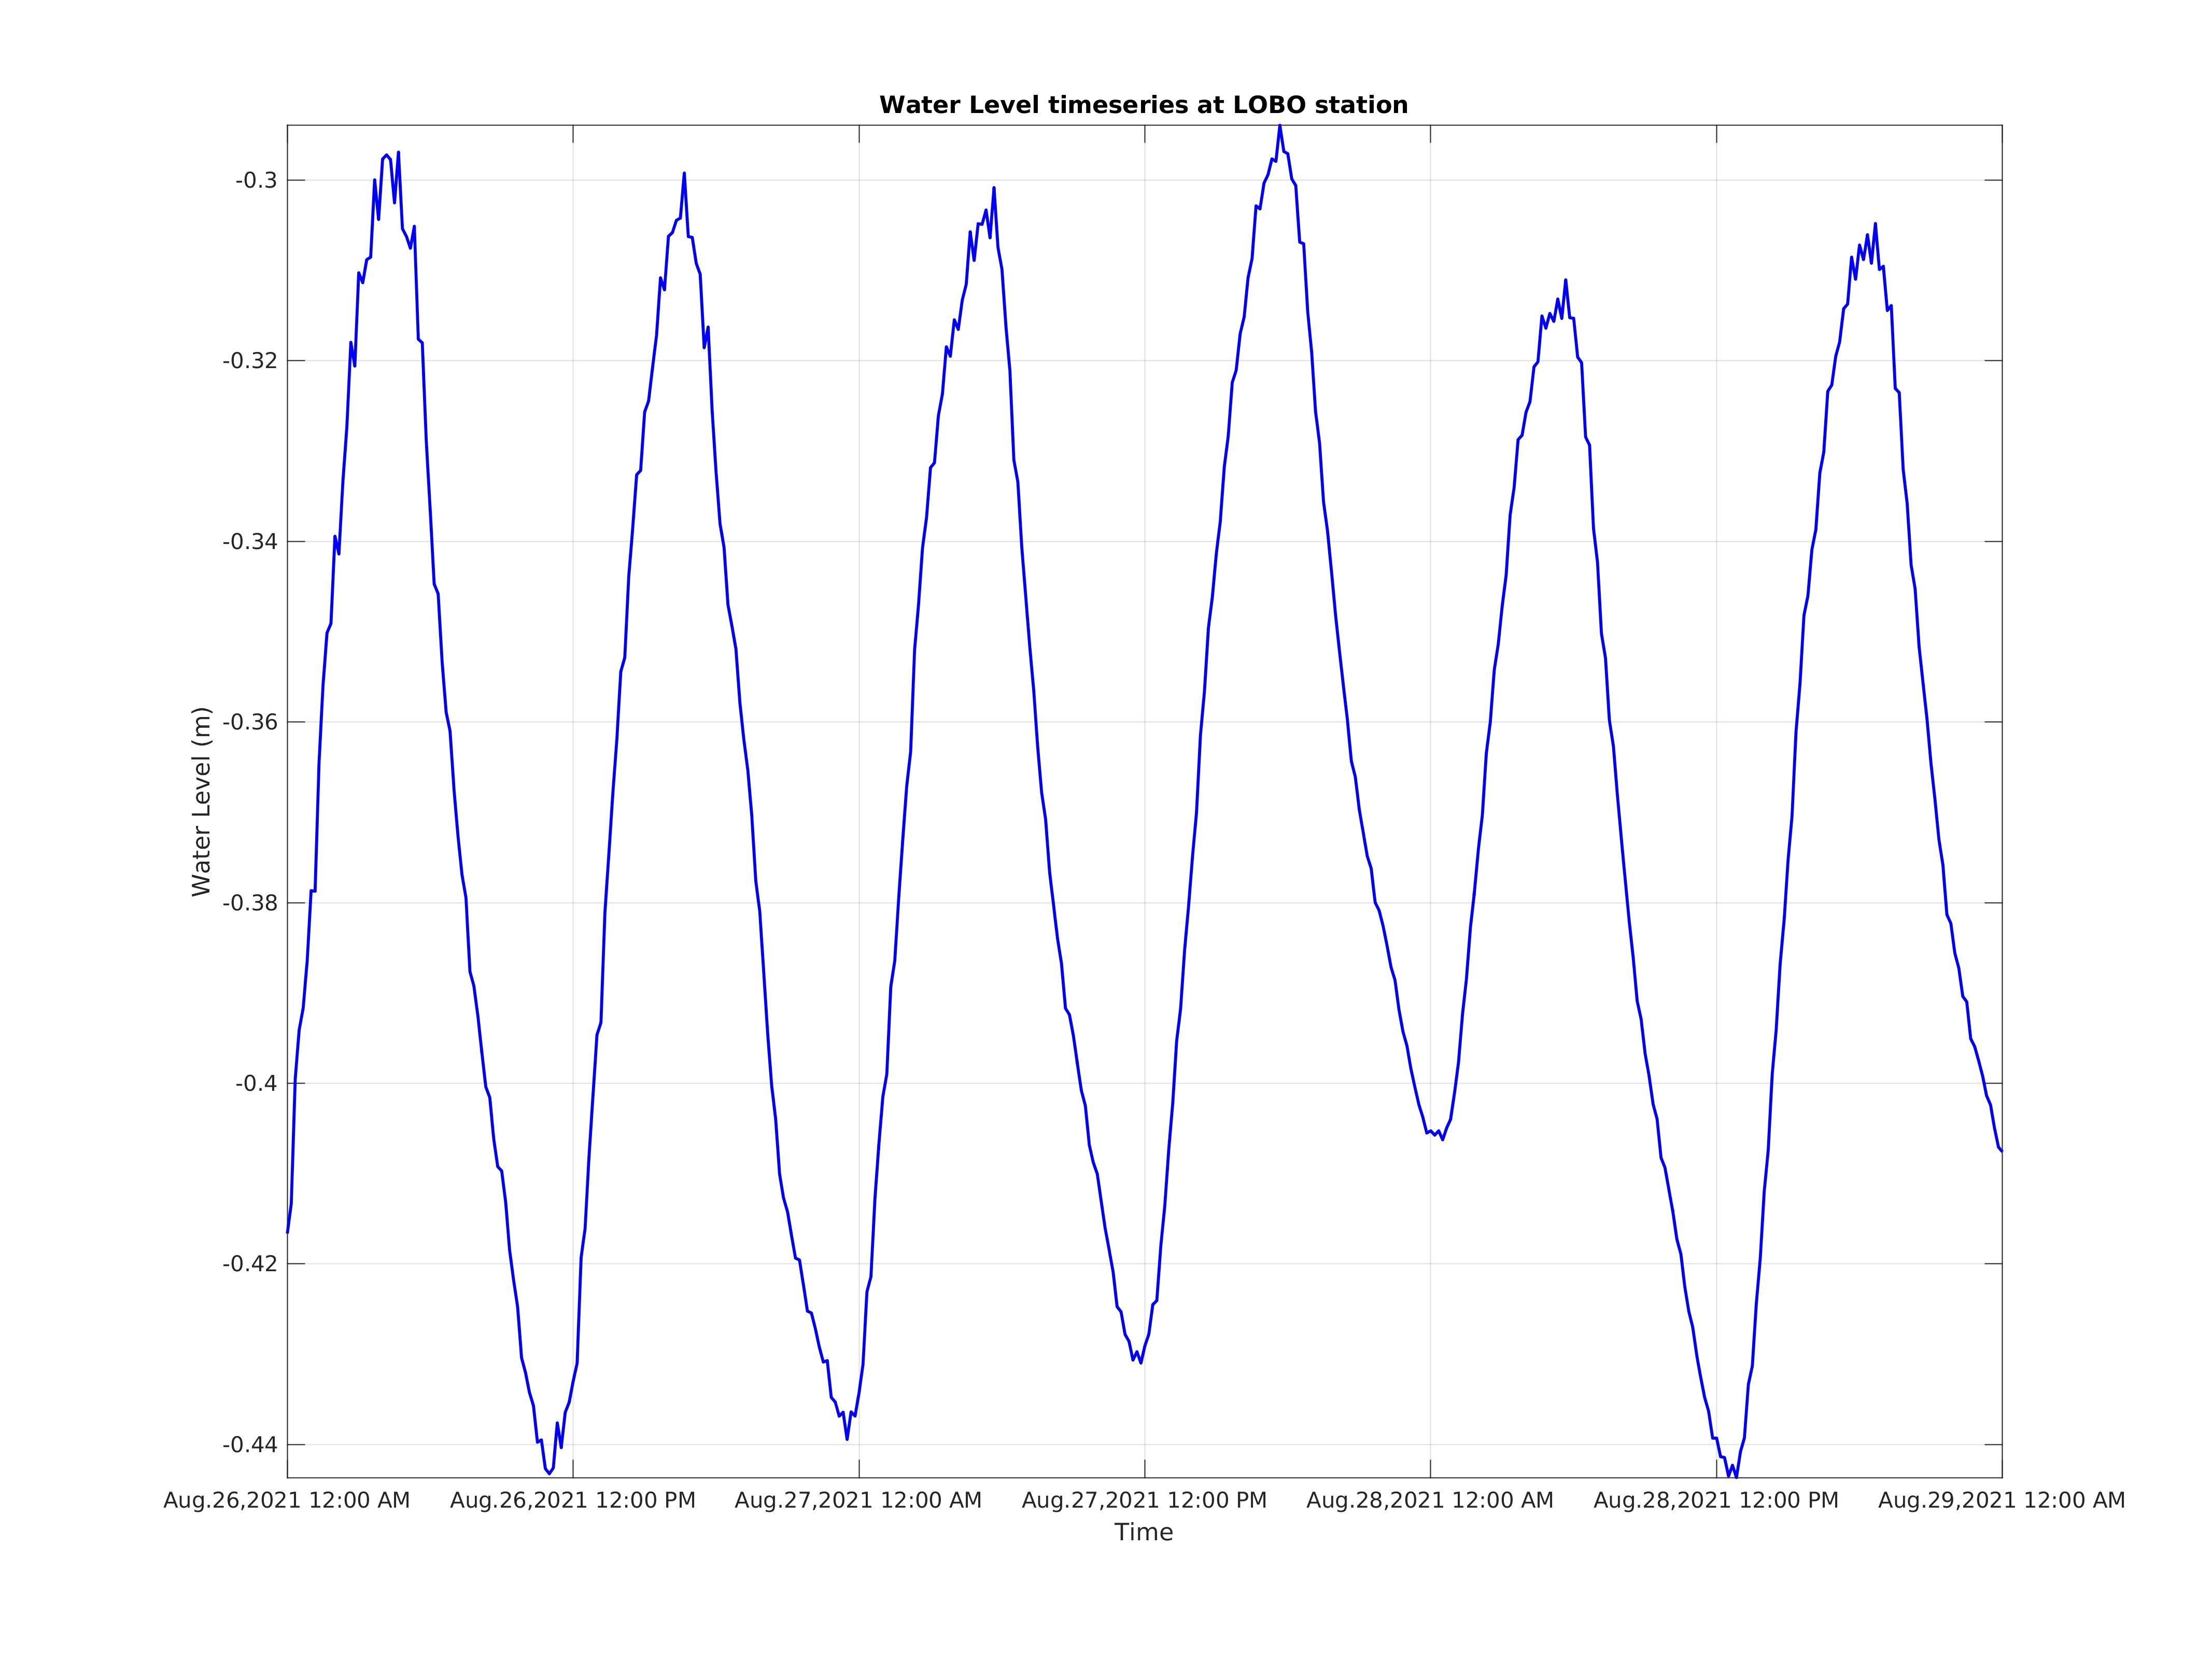 Water Level timeseries at LOBO station
-0.3
-0.32
-0.34
-0.36
-0.38
-0.4
-0.42
-0.44
Water Level (m)
Aug.26,2021 12:00 AM
Aug.26,2021 12:00 PM
Aug.27,2021 12:00 AM
Aug.27,2021 12:00 PM
Aug.28,2021 12:00 AM
Aug.28,2021 12:00 PM
Aug.29,2021 12:00 AM
Time